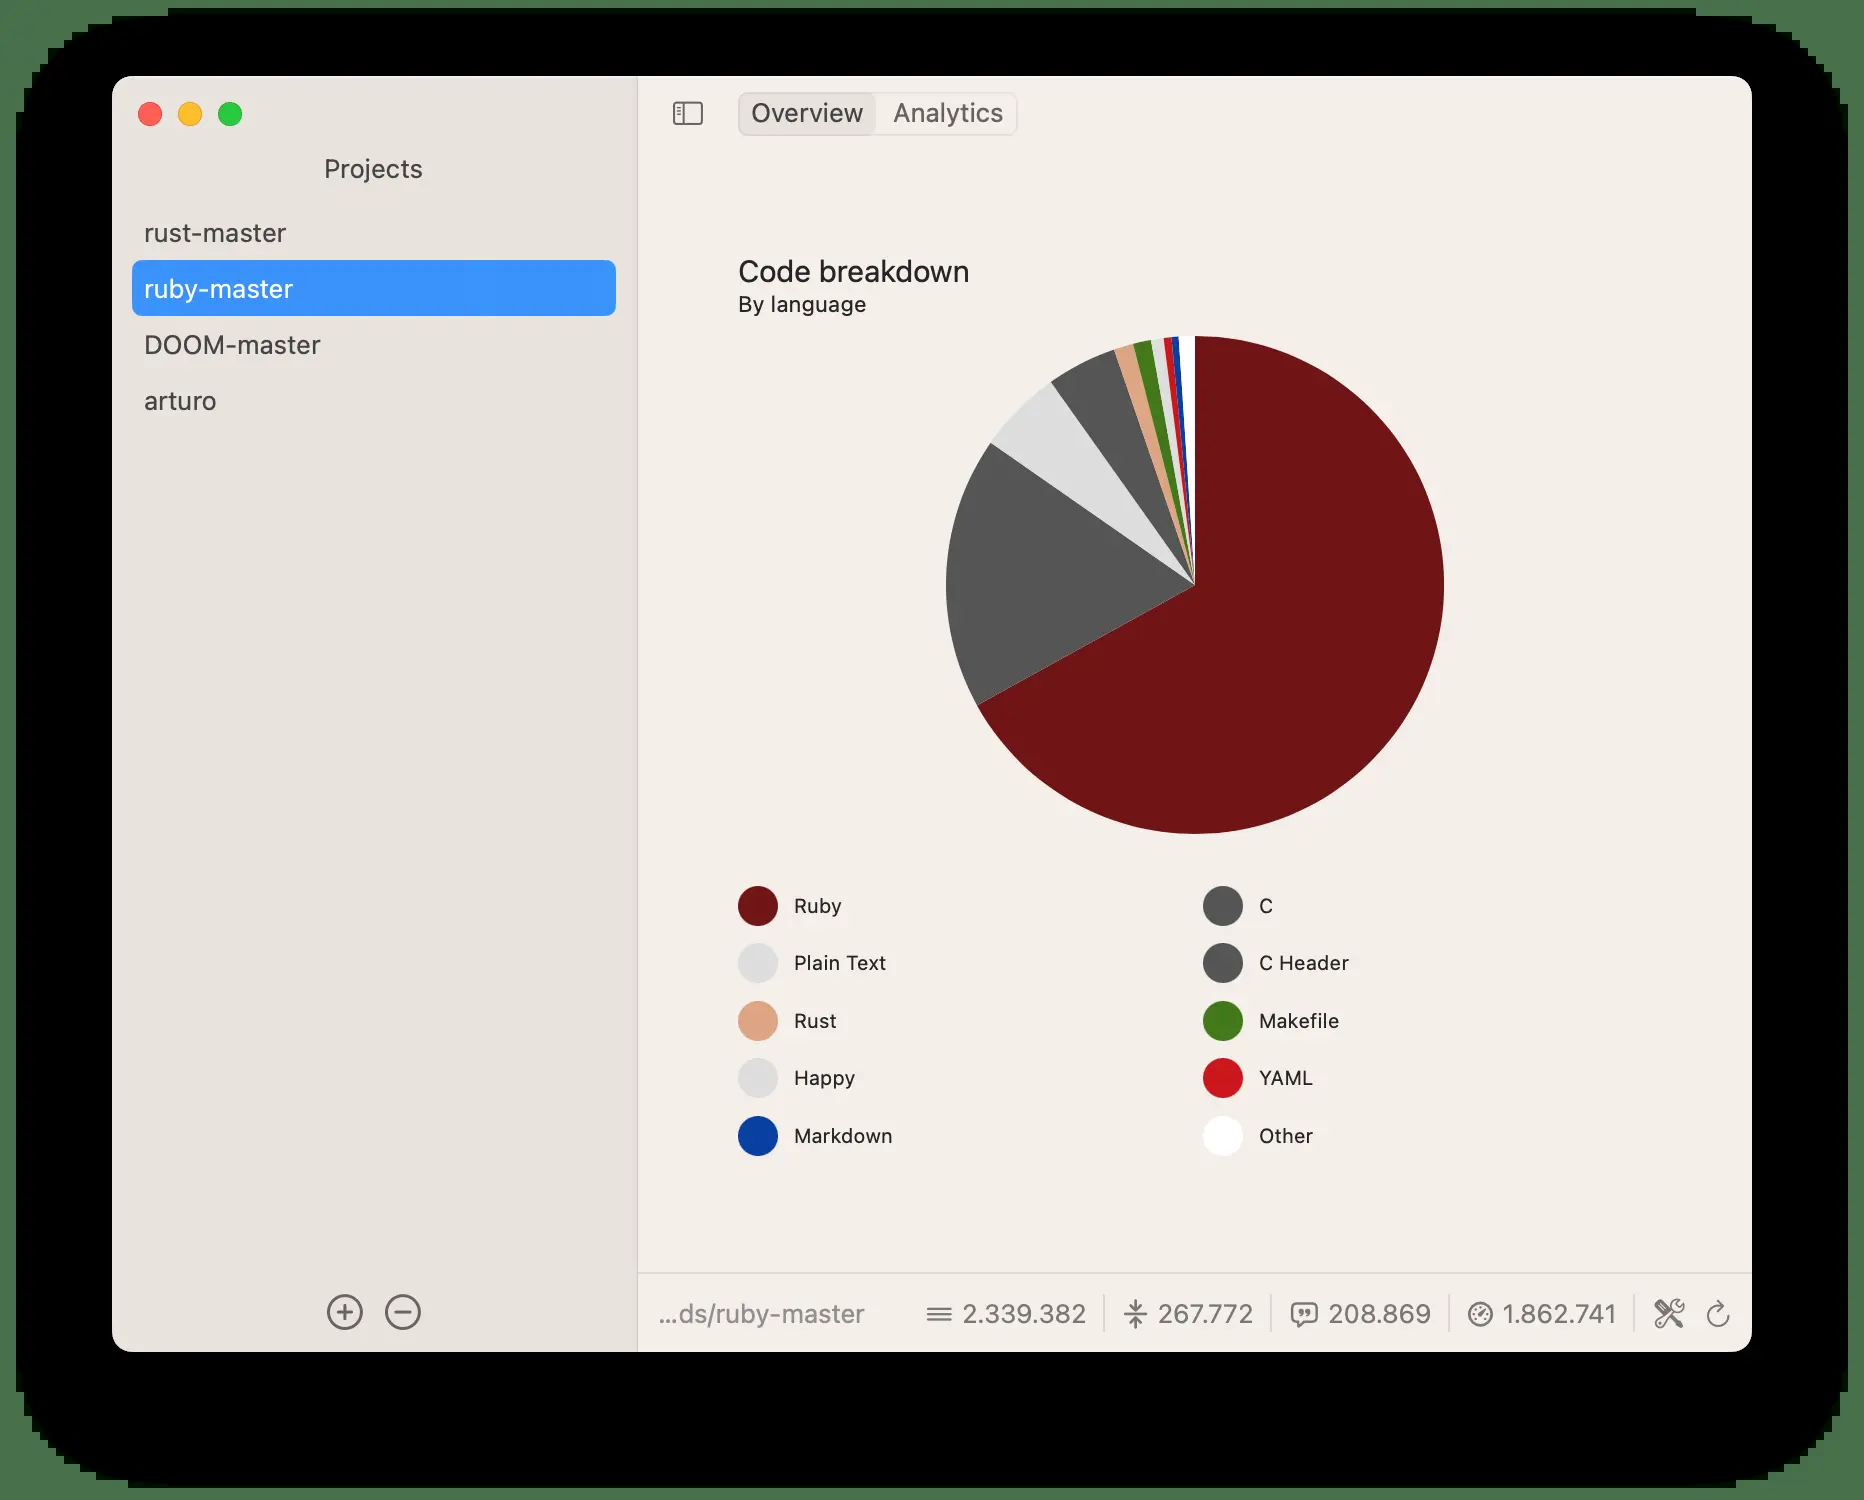 Overview Analytics
Projects
rust-master
ruby-master
DOOM-master
arturo
Code breakdown
By language
Ruby
C
Plain Text
C Header
Rust
Makefile
Happy
YAML
Markdown
Other
...ds/ruby-master 2.339.382 267.772 208.869 1.862.741